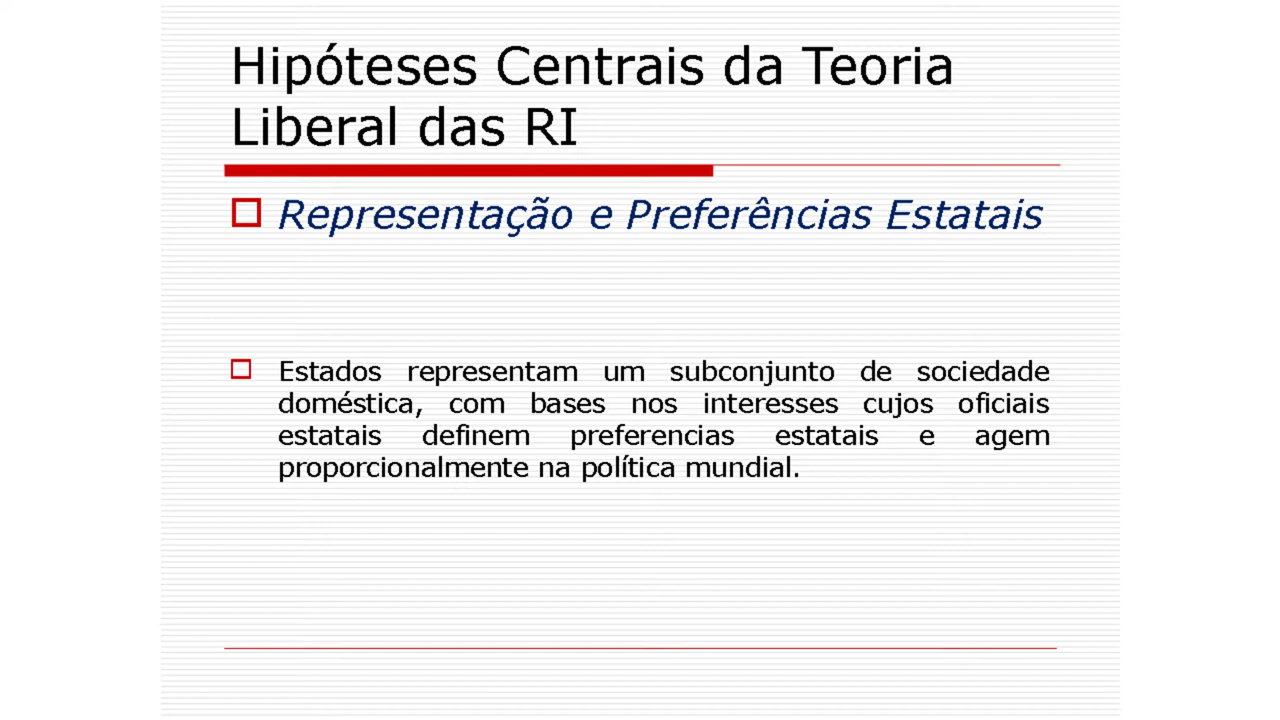 Hipóteses Centrais da Teoria
Liberal das RI
Representação e Preferências Estatais
Estados representam um subconjunto de sociedade
doméstica, com bases nos interesses cujos oficiais
estatais definem preferencias estatais e agem
proporcionalmente na política mundial.